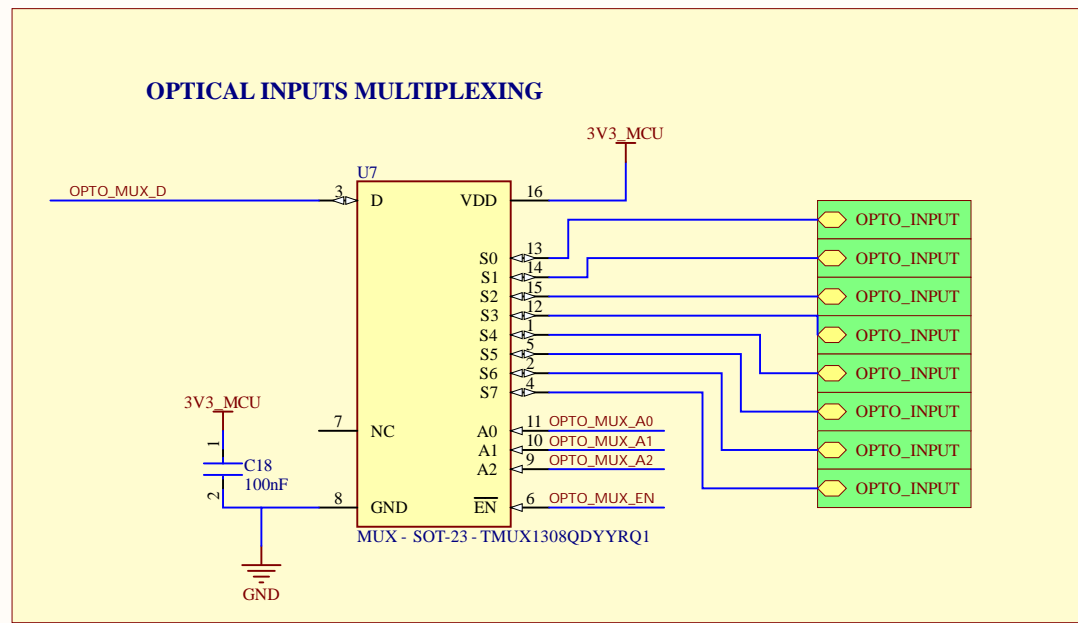 OPTICAL INPUTS MULTIPLEXING
3V3_MCU
U7
OPTO_MUX_D
3
D
VDD
16
OPTO_INPUT
S0
13
OPTO_INPUT
S1
14
S2
15
OPTO_INPUT
S3
12
OPTO_INPUT
S4
1
S5
5
OPTO_INPUT
S6
2
S7
4
OPTO_INPUT
3V3_MCU
7
NC
A0
11
OPTO_MUX_A0
A1
10
OPTO_MUX_A1
OPTO_INPUT
A2
9
OPTO_MUX_A2
1
C18
100nF
2
OPTO_INPUT
8
GND
EN
6
OPTO_MUX_EN
MUX - SOT-23 - TMUX1308QDYYRQ1
GND